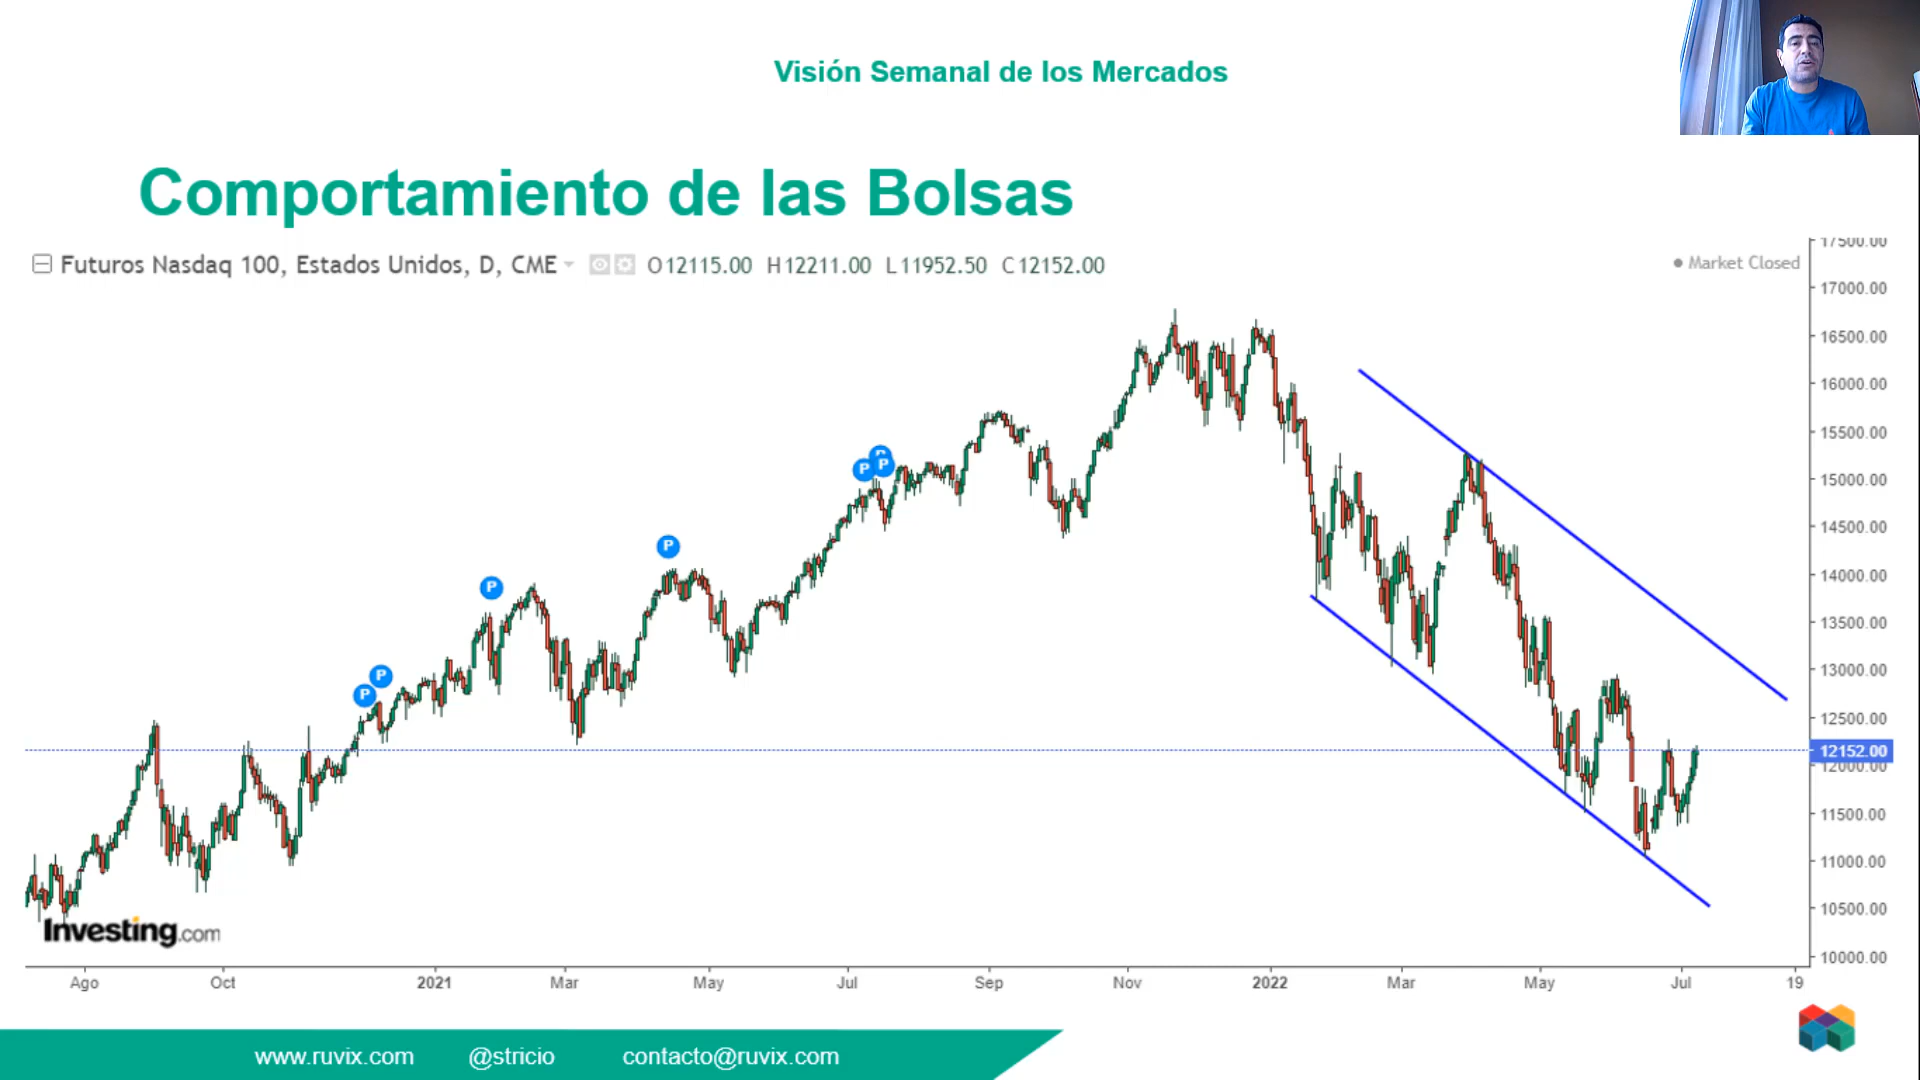 Visión Semanal de los Mercados
Comportamiento de las Bolsas
Futuros Nasdaq 100, Estados Unidos, D, CME O12115.00 H12211.00 L11952.50 C12152.00
Market Closed
17500.00
17000.00
16500.00
16000.00
15500.00
15000.00
14500.00
14000.00
13500.00
13000.00
12500.00
12152.00
12000.00
11500.00
11000.00
10500.00
10000.00
P
P
P
P
P
P
P
Investing.com
Ago Oct 2021 Mar May Jul Sep Nov 2022 Mar May Jul 19
www.ruvix.com @stricio contacto@ruvix.com